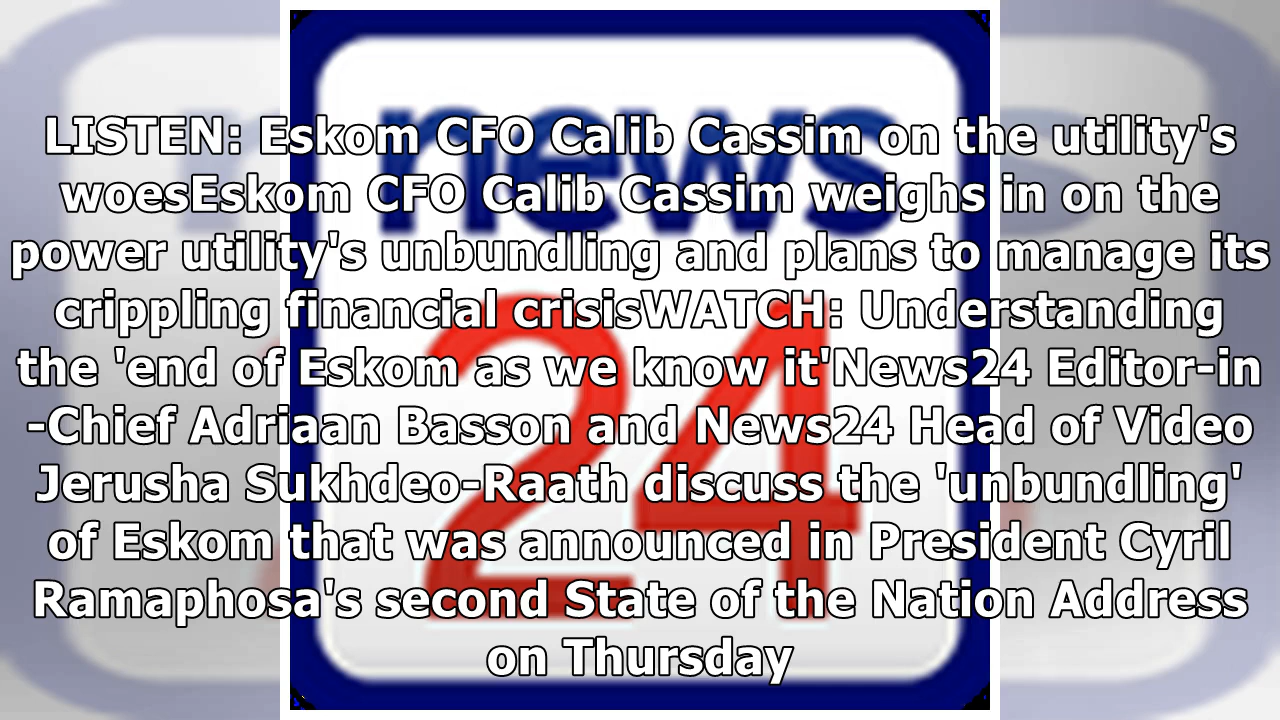 news
24
LISTEN: Eskom CFO Calib Cassim on the utility's
woesEskom CFO Calib Cassim weighs in on the
power utility's unbundling and plans to manage its
crippling financial crisisWATCH: Understanding
the 'end of Eskom as we know it'News24 Editor-in
-Chief Adriaan Basson and News24 Head of Video
Jerusha Sukhdeo-Raath discuss the 'unbundling'
of Eskom that was announced in President Cyril
Ramaphosa's second State of the Nation Address
on Thursday